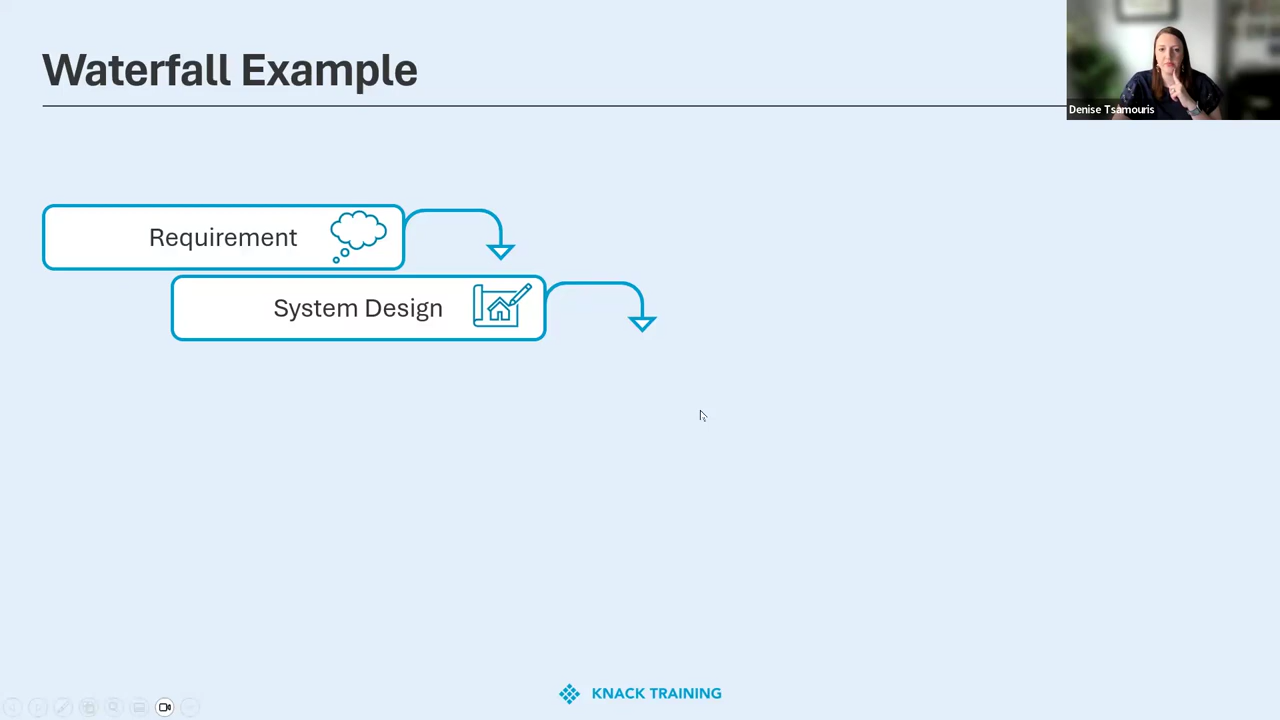 Waterfall Example
Denise Tsamouris
Requirement
System Design
KNACK TRAINING